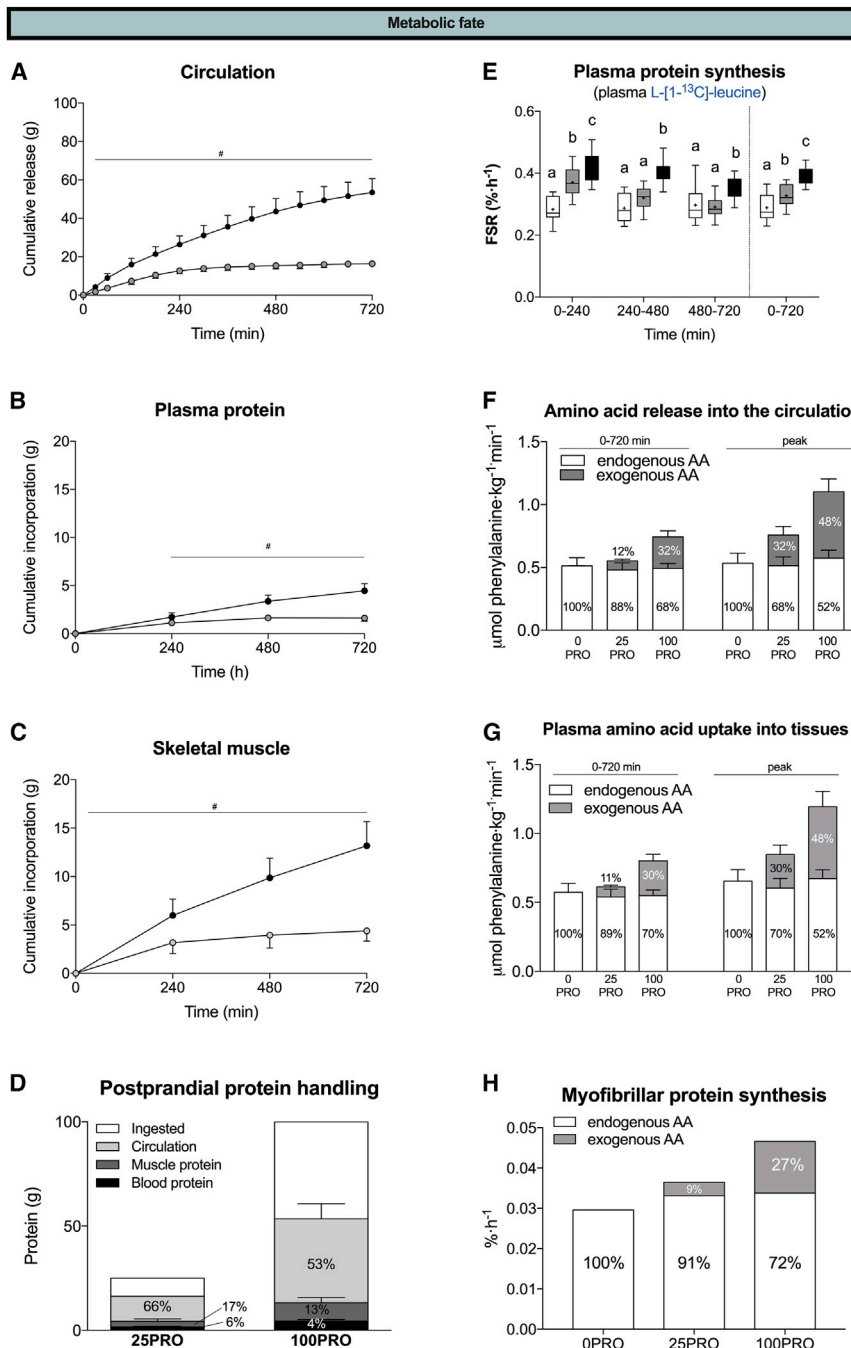 Metabolic fate
A
Circulation
Cumulative release (g)
100
80
60
40
20
0
#
0
240
480
720
Time (min)
B
Plasma protein
Cumulative incorporation (g)
20
15
10
5
0
#
0
240
480
720
Time (h)
C
Skeletal muscle
Cumulative incorporation (g)
20
15
10
5
0
#
0
240
480
720
Time (min)
D
Postprandial protein handling
Protein (g)
100
50
0
Ingested
Circulation
Muscle protein
Blood protein
66%
17%
6%
53%
13%
4%
25PRO
100PRO
E
Plasma protein synthesis
(plasma L-[1-¹³C]-leucine)
FSR (%·h⁻¹)
0.6
0.4
0.2
0.0
a b c
a a b
a a b
a b c
0-240
240-480
480-720
0-720
Time (min)
F
Amino acid release into the circulatio
μmol phenylalanine·kg⁻¹·min⁻¹
1.5
1.0
0.5
0.0
0-720 min
peak
endogenous AA
exogenous AA
12%
32%
32%
48%
100%
88%
68%
100%
68%
52%
0 25 100 0 25 100
PRO PRO PRO PRO PRO PRO
G
Plasma amino acid uptake into tissues
μmol phenylalanine·kg⁻¹·min⁻¹
1.5
1.0
0.5
0.0
0-720 min
peak
endogenous AA
exogenous AA
11%
30%
30%
48%
100%
89%
70%
100%
70%
52%
0 25 100 0 25 100
PRO PRO PRO PRO PRO PRO
H
Myofibrillar protein synthesis
%·h⁻¹
0.05
0.04
0.03
0.02
0.01
0.00
endogenous AA
exogenous AA
9%
27%
100%
91%
72%
0PRO
25PRO
100PRO